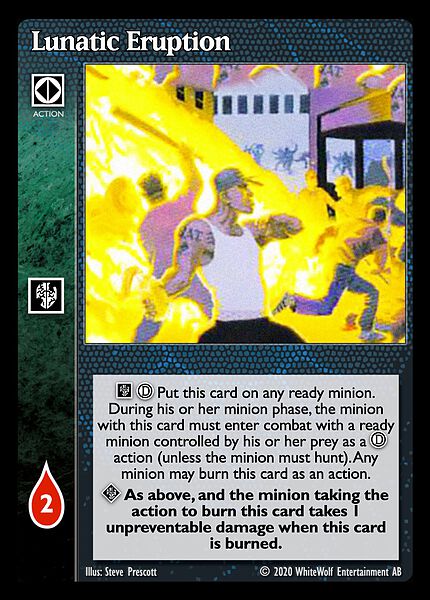 Lunatic Eruption
ACTION
D Put this card on any ready minion.
During his or her minion phase, the minion
with this card must enter combat with a ready
minion controlled by his or her prey as a D
action (unless the minion must hunt). Any
minion may burn this card as an action.
As above, and the minion taking the
action to burn this card takes 1
unpreventable damage when this card
is burned.
2
Illus: Steve Prescott
© 2020 WhiteWolf Entertainment AB